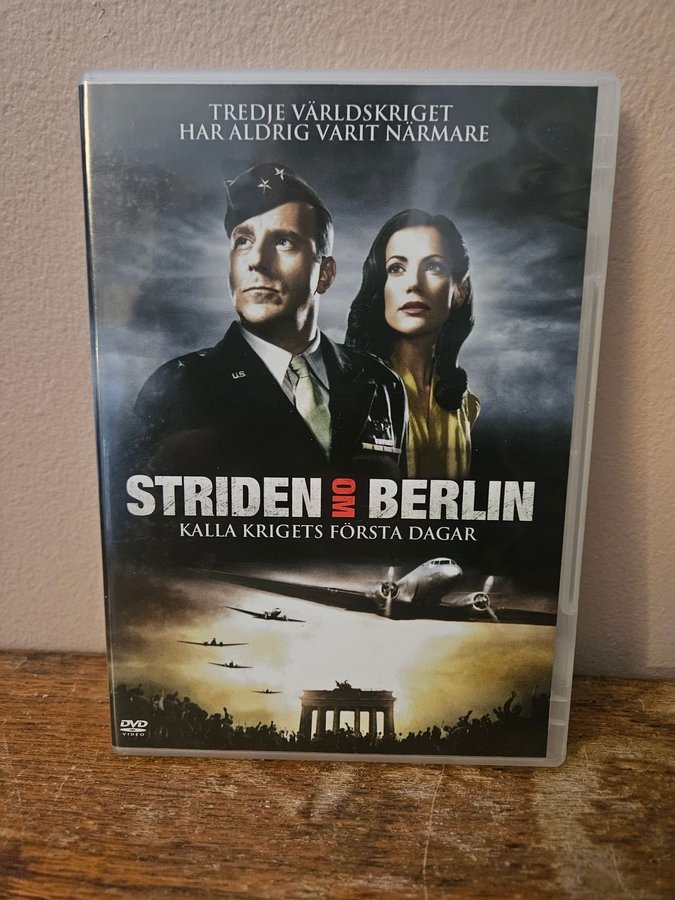 TREDJE VÄRLDSKRIGET
HAR ALDRIG VARIT NÄRMARE
U.S.
STRIDEN OM BERLIN
KALLA KRIGETS FÖRSTA DAGAR
DVD
VIDEO